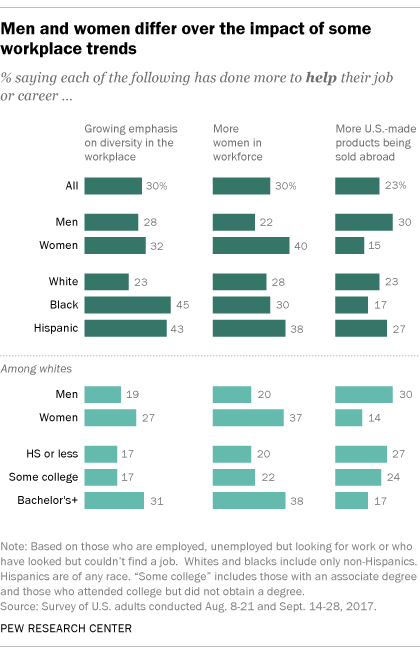 Men and women differ over the impact of some
workplace trends
% saying each of the following has done more to help their job
or career ...
Growing emphasis
on diversity in the
workplace
More
women in
workforce
More U.S.-made
products being
sold abroad
All 30% 30% 23%
Men 28 22 30
Women 32 40 15
White 23 28 23
Black 45 30 17
Hispanic 43 38 27
Among whites
Men 19 20 30
Women 27 37 14
HS or less 17 20 27
Some college 17 22 24
Bachelor's+ 31 38 17
Note: Based on those who are employed, unemployed but looking for work or who
have looked but couldn't find a job. Whites and blacks include only non-Hispanics.
Hispanics are of any race. “Some college” includes those with an associate degree
and those who attended college but did not obtain a degree.
Source: Survey of U.S. adults conducted Aug. 8-21 and Sept. 14-28, 2017.
PEW RESEARCH CENTER